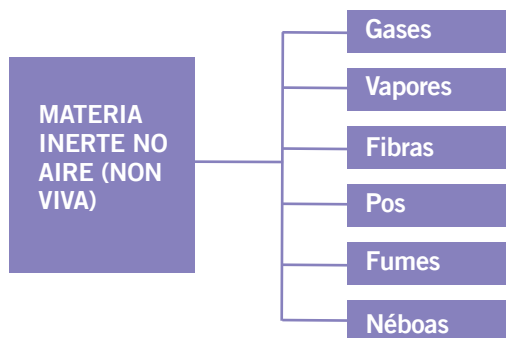 MATERIA
INERTE NO
AIRE (NON
VIVA)
Gases
Vapores
Fibras
Pos
Fumes
Néboas